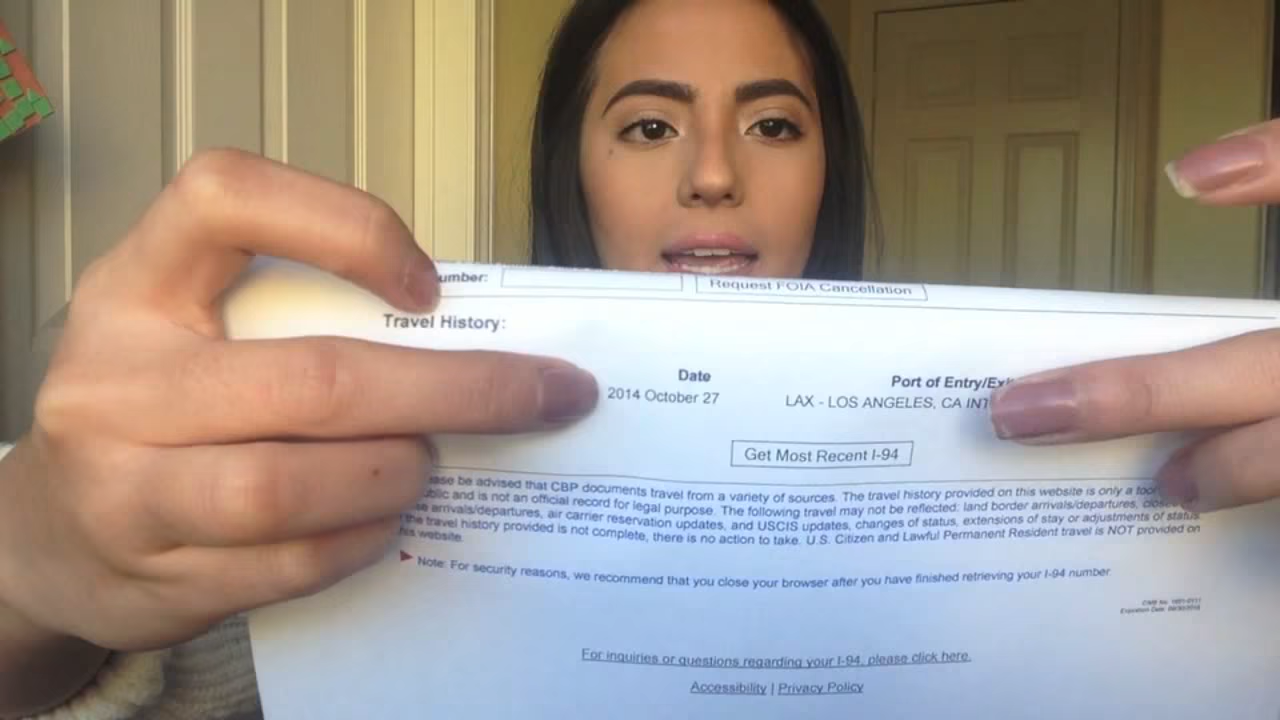 umber:
Request FOIA Cancellation
Travel History:
Date
Port of Entry/Exi
2014 October 27
LAX - LOS ANGELES, CA INT
Get Most Recent I-94
ase be advised that CBP documents travel from a variety of sources. The travel history provided on this website is only a tool
ublic and is not an official record for legal purpose. The following travel may not be reflected: land border arrivals/departures,
se arrivals/departures, air carrier reservation updates, and USCIS updates, changes of status, extensions of stay or adjustments of status.
the travel history provided is not complete, there is no action to take. U.S. Citizen and Lawful Permanent Resident travel is NOT provided on
his website.
Note: For security reasons, we recommend that you close your browser after you have finished retrieving your I-94 number.
Expiration Date:
For inquiries or questions regarding your I-94, please click here.
Accessibility | Privacy Policy